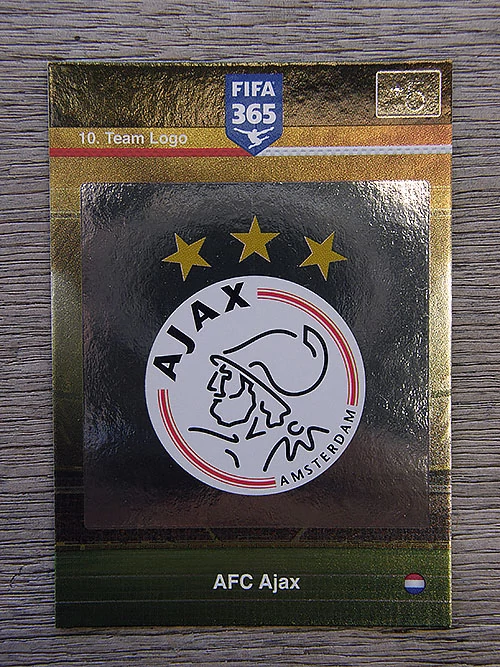 FIFA
365
10. Team Logo
AJAX
AMSTERDAM
AFC Ajax